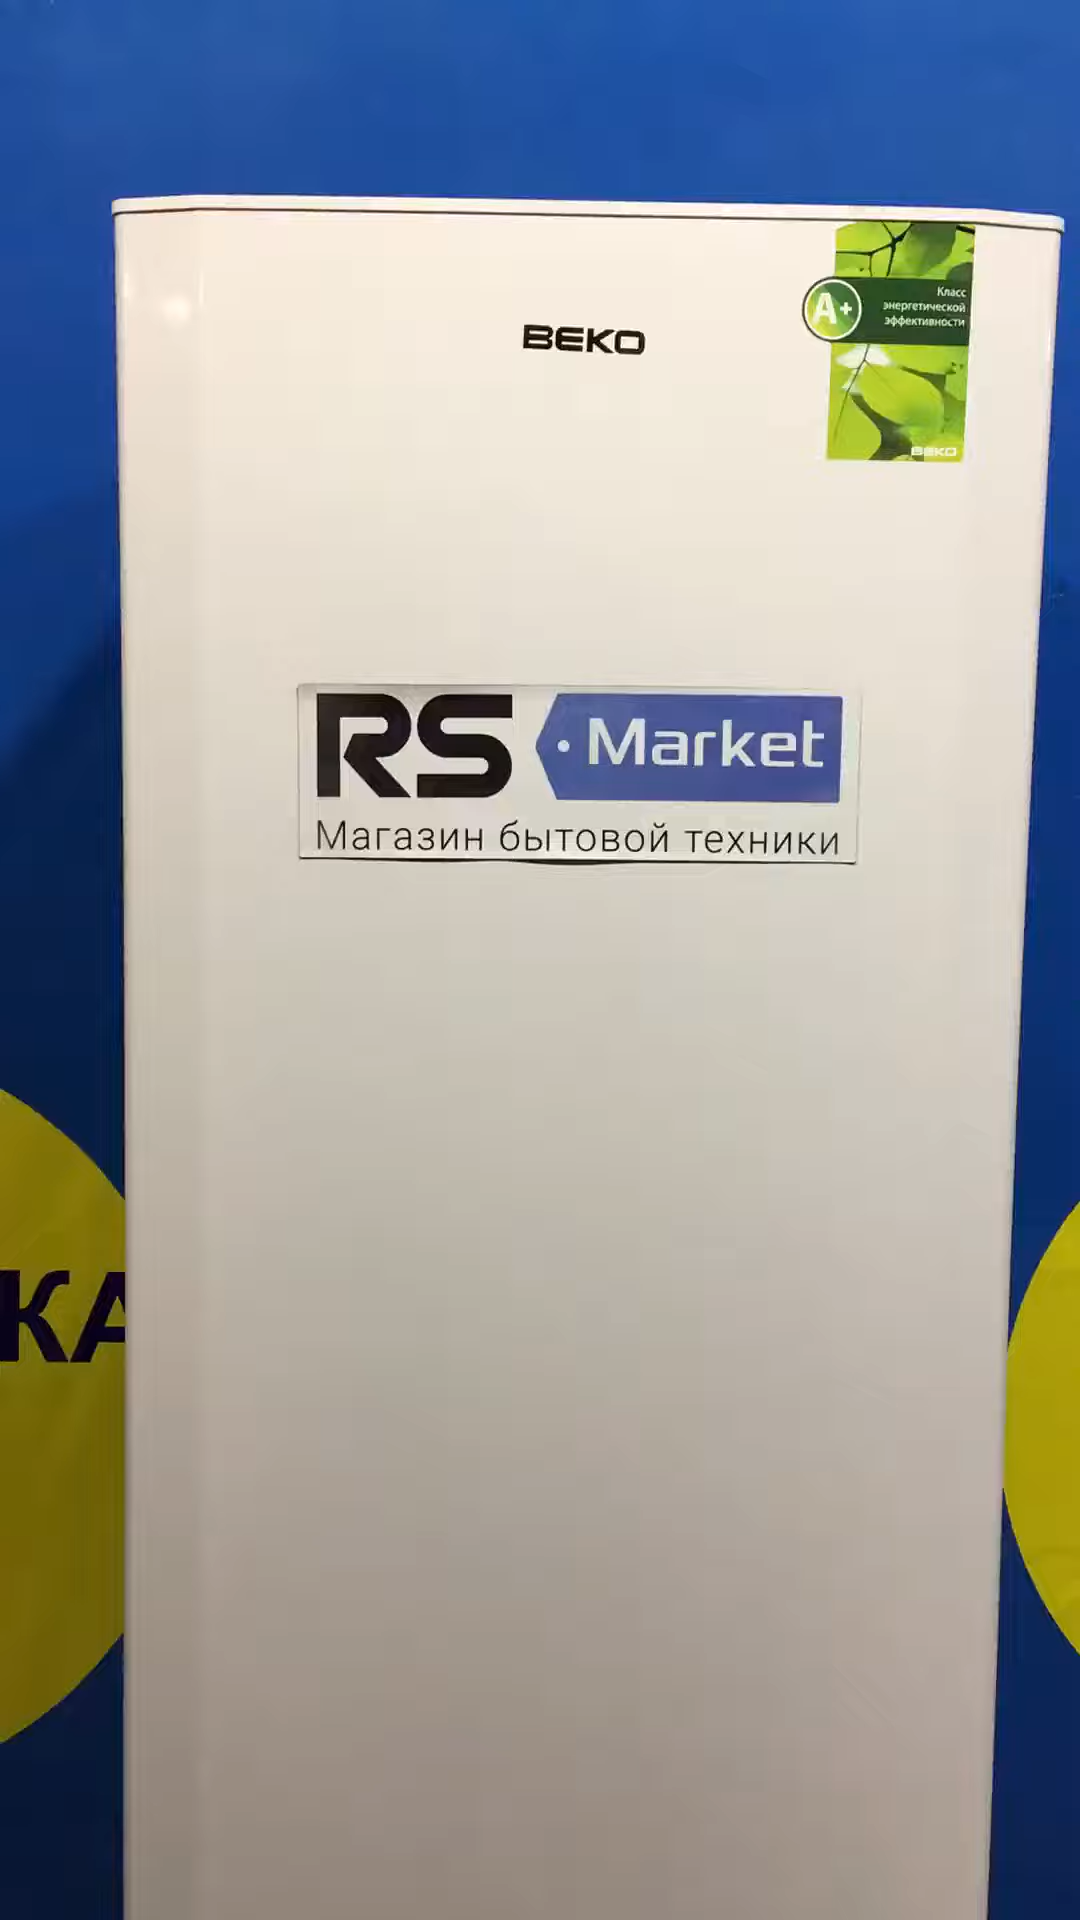 BEKO
A+
Класс
энергетической
эффективности
BEKO
RS Market
Магазин бытовой техники
КА